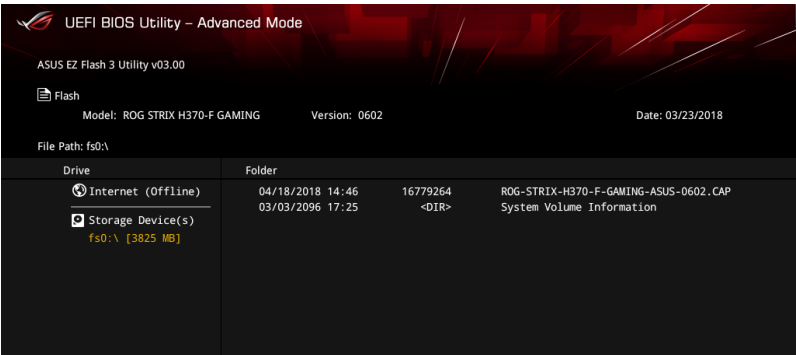 UEFI BIOS Utility – Advanced Mode
ASUS EZ Flash 3 Utility v03.00
Flash
Model: ROG STRIX H370-F GAMING Version: 0602 Date: 03/23/2018
File Path: fs0:\
Drive Folder
Internet (Offline) 04/18/2018 14:46 16779264 ROG-STRIX-H370-F-GAMING-ASUS-0602.CAP
03/03/2096 17:25 <DIR> System Volume Information
Storage Device(s)
fs0:\ [3825 MB]